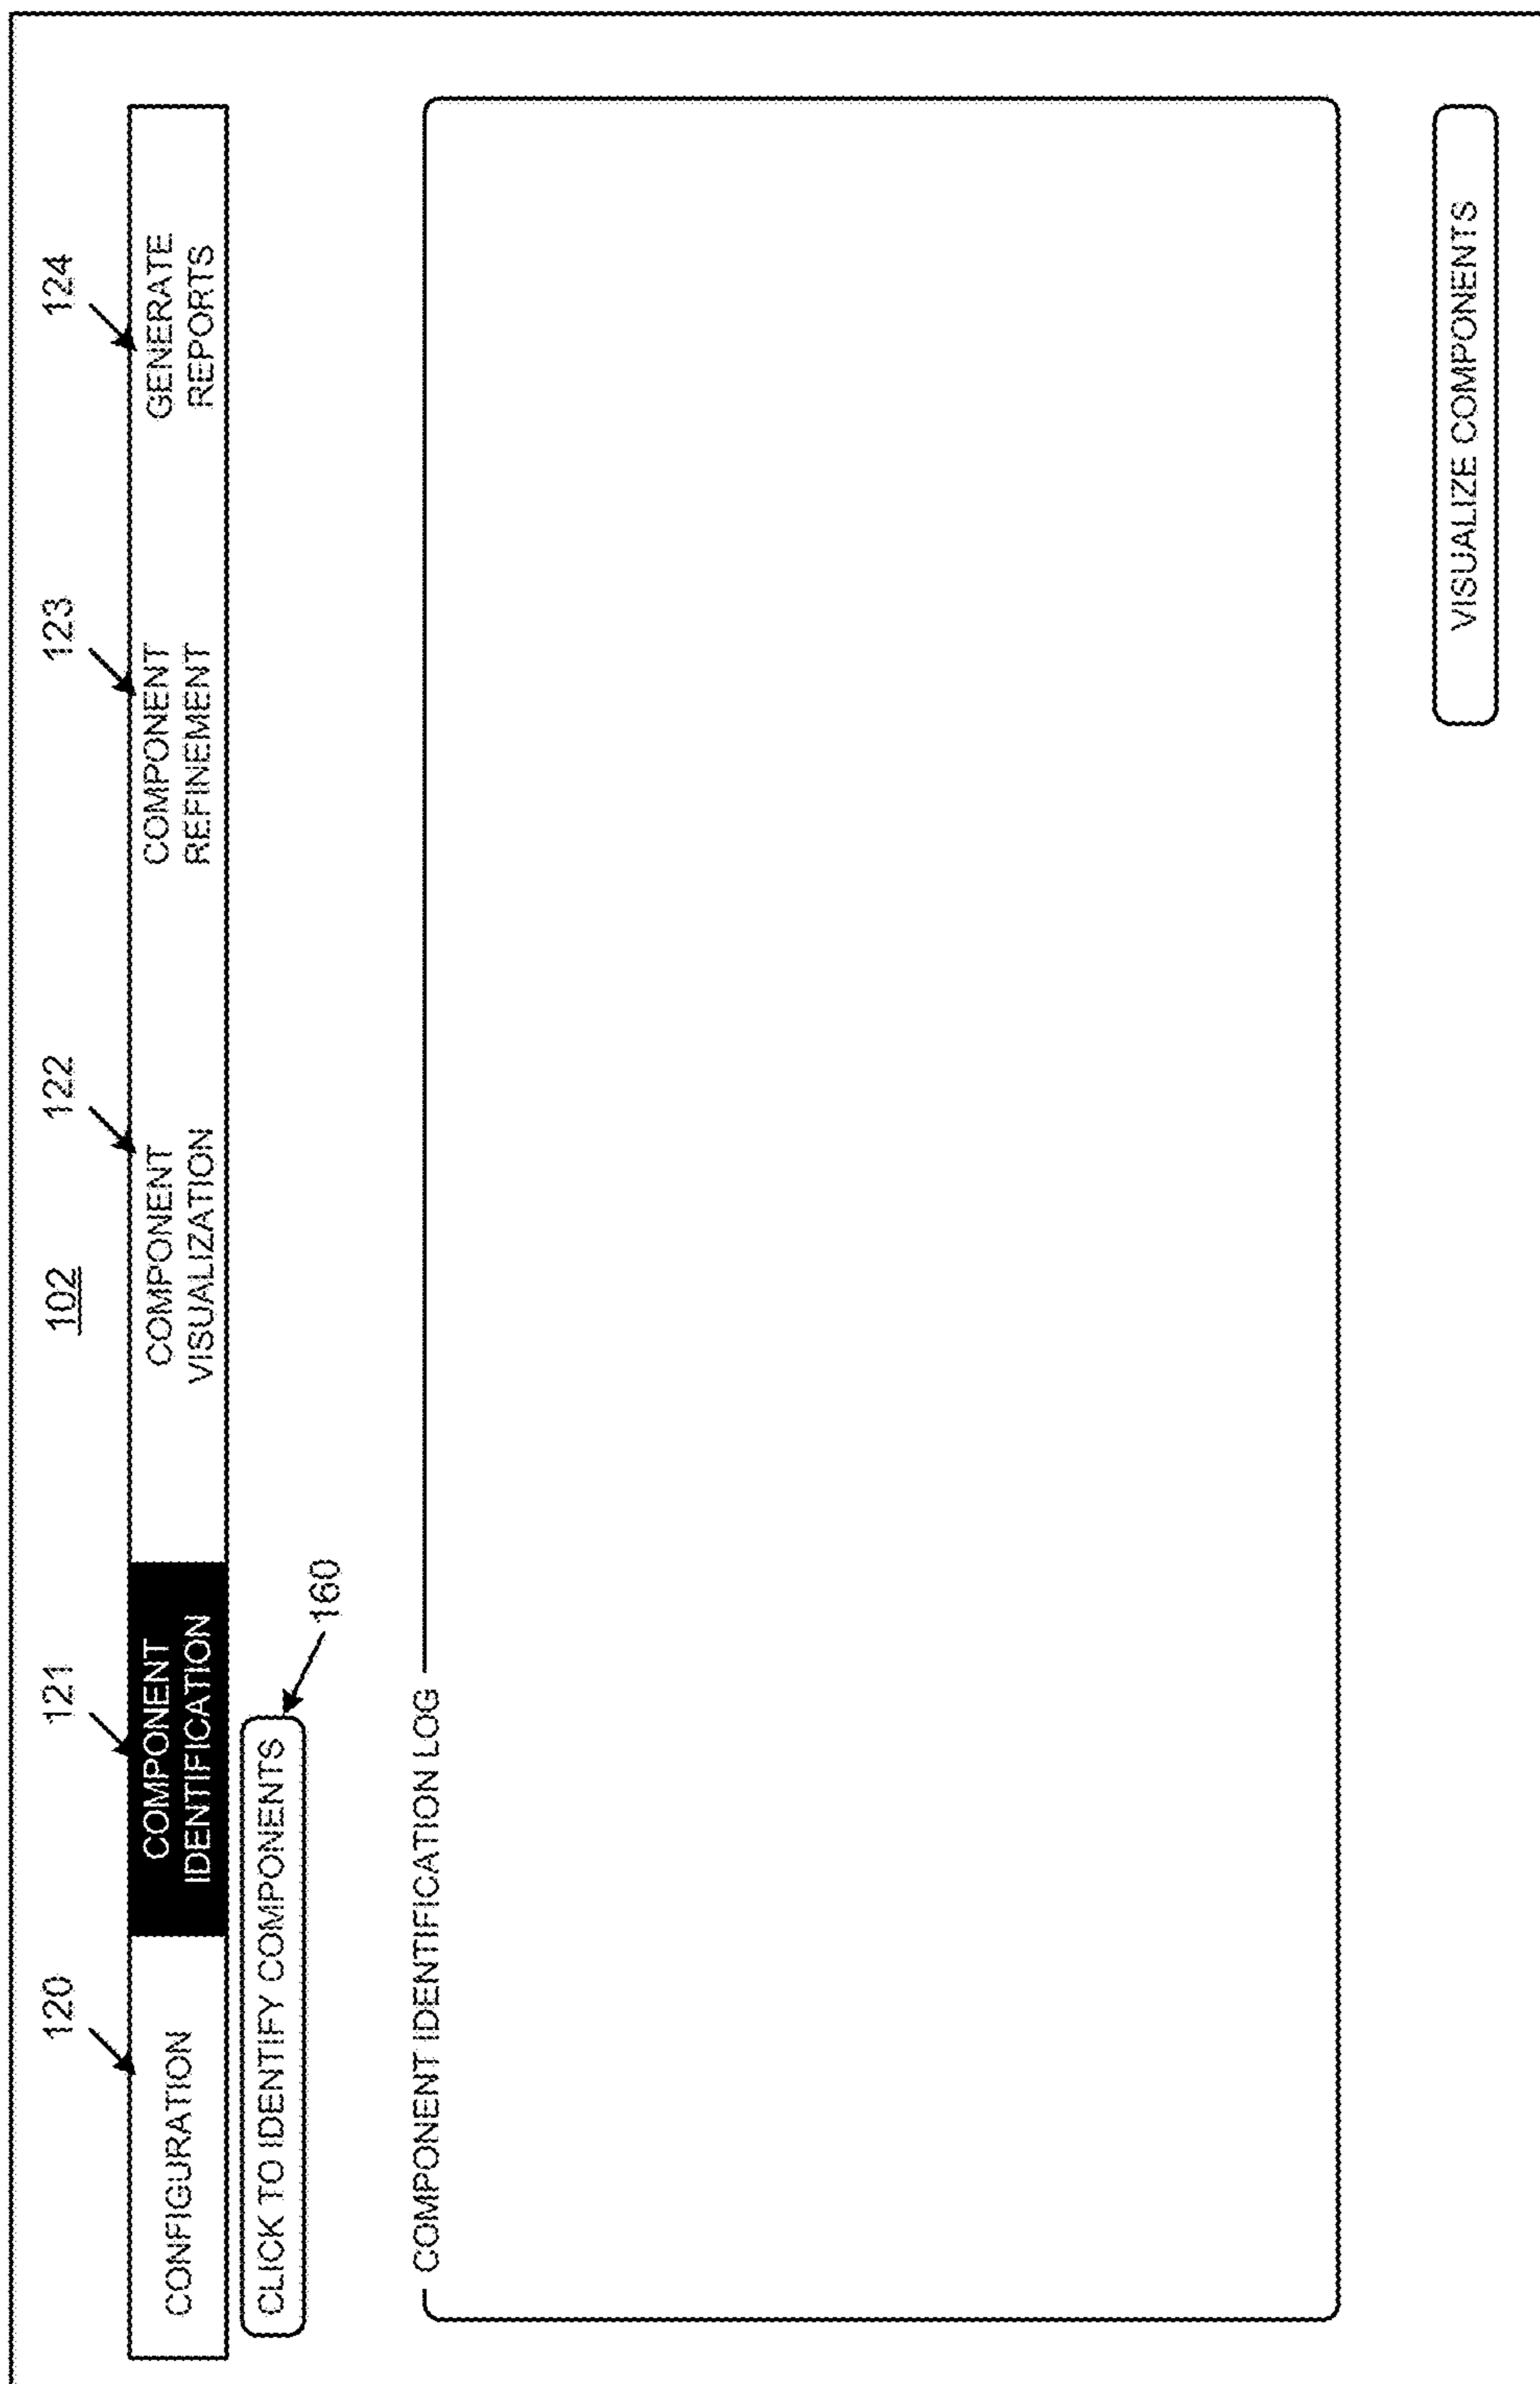 102
120
121
122
123
124
CONFIGURATION
COMPONENT
IDENTIFICATION
COMPONENT
VISUALIZATION
COMPONENT
REFINEMENT
GENERATE
REPORTS
CLICK TO IDENTIFY COMPONENTS
160
COMPONENT IDENTIFICATION LOG
VISUALIZE COMPONENTS